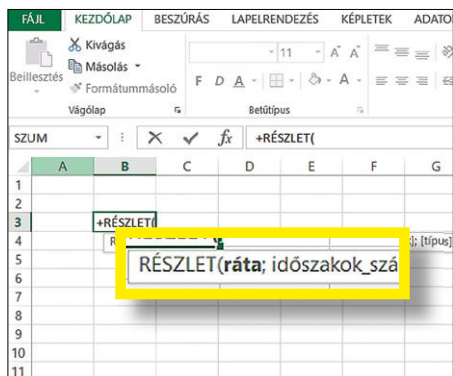 FÁJL KEZDŐLAP BESZÚRÁS LAPELRENDEZÉS KÉPLETEK
Beillesztés
Kivágás
Másolás
Formátummásoló
Vágólap
11 A A
F D A A
Betűtípus
SZUM fx +RÉSZLET(
A B C D E F G
1
2
3 +RÉSZLET(
4 [típus]
5
6
7
8
9
10
11
RÉSZLET(ráta; időszakok_szá